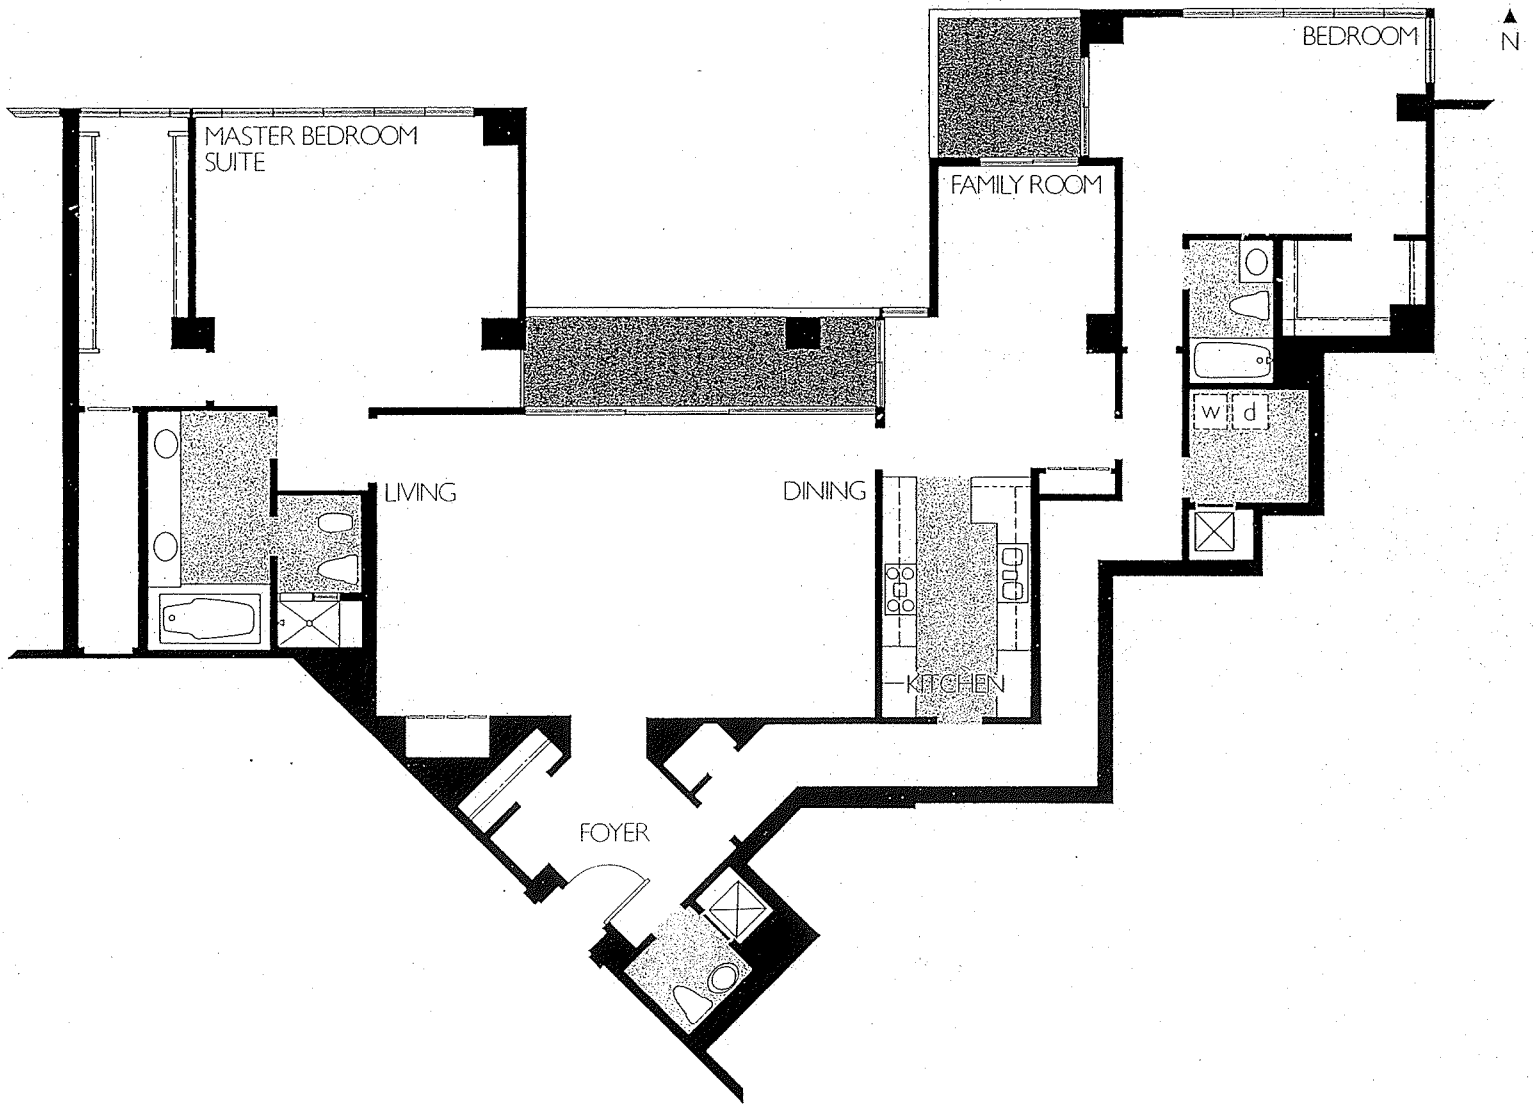 N
BEDROOM
MASTER BEDROOM
SUITE
FAMILY ROOM
w d
LIVING
DINING
KITCHEN
FOYER